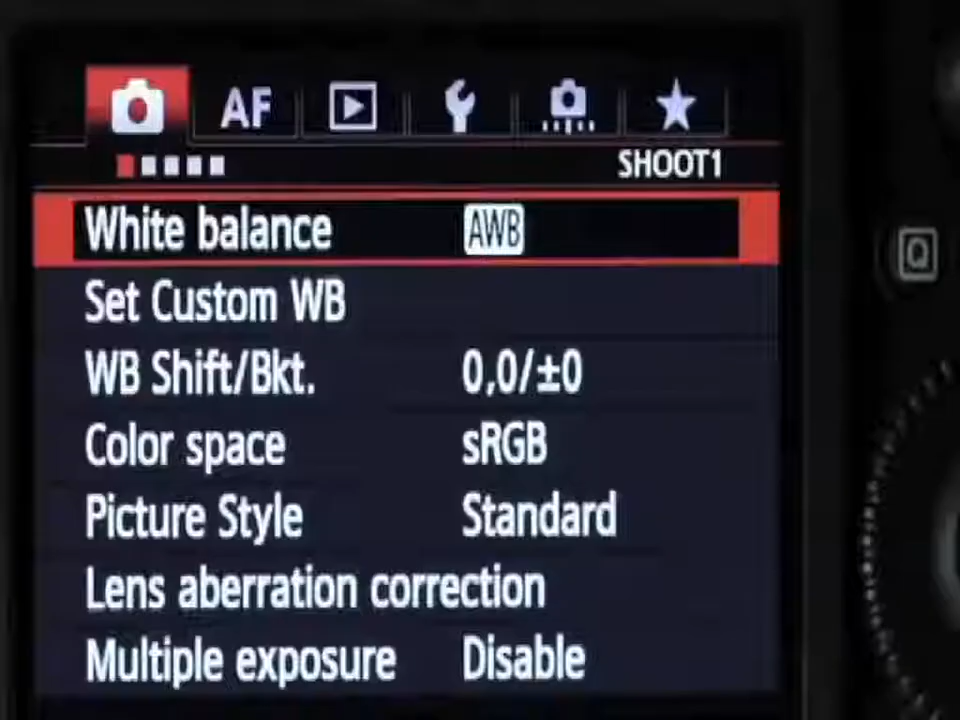 AF
SHOOT1
White balance AWB
Q
Set Custom WB
WB Shift/Bkt. 0,0/±0
Color space sRGB
Picture Style Standard
Lens aberration correction
Multiple exposure Disable